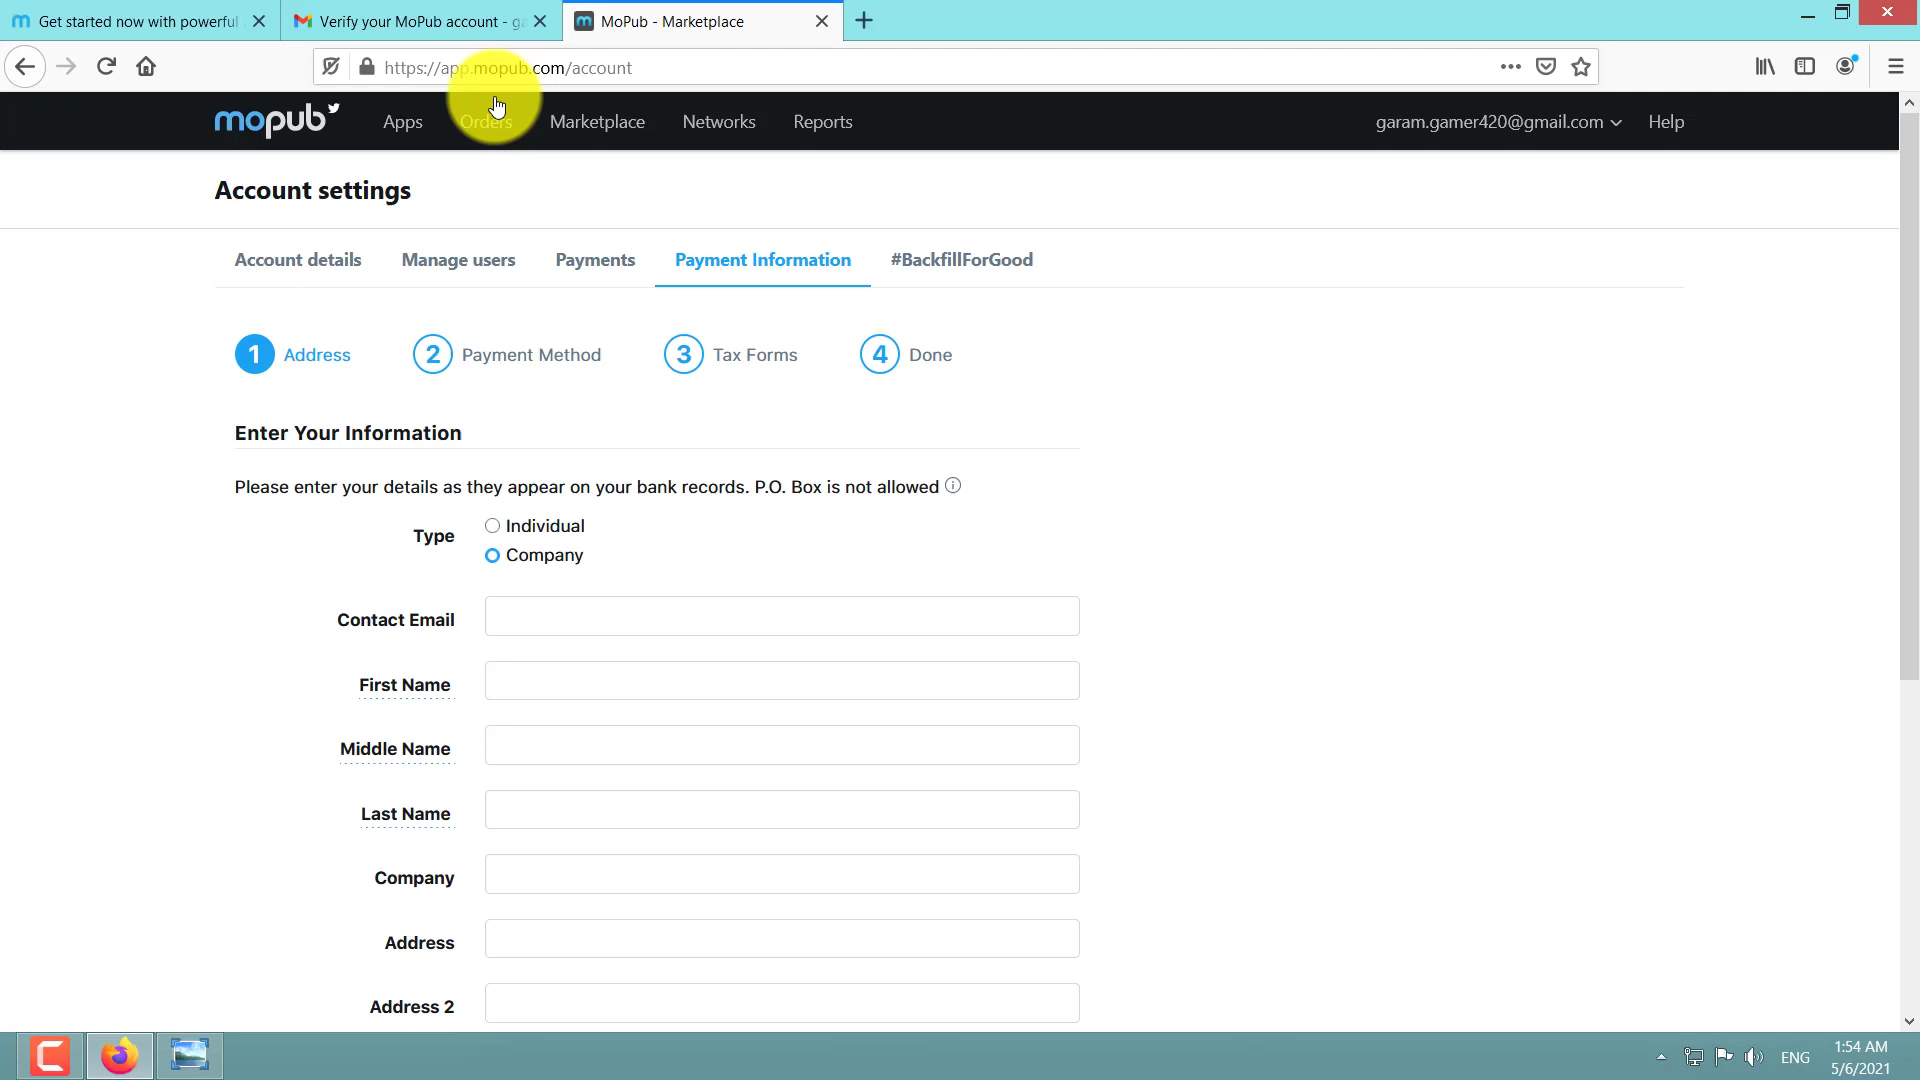 Get started now with powerful
Verify your MoPub account - ga
MoPub - Marketplace
https://app.mopub.com/account
mopub
Apps
Orders
Marketplace
Networks
Reports
garam.gamer420@gmail.com
Help
Account settings
Account details
Manage users
Payments
Payment Information
#BackfillForGood
1 Address
2 Payment Method
3 Tax Forms
4 Done
Enter Your Information
Please enter your details as they appear on your bank records. P.O. Box is not allowed
Type
Individual
Company
Contact Email
First Name
Middle Name
Last Name
Company
Address
Address 2
ENG
1:54 AM
5/6/2021